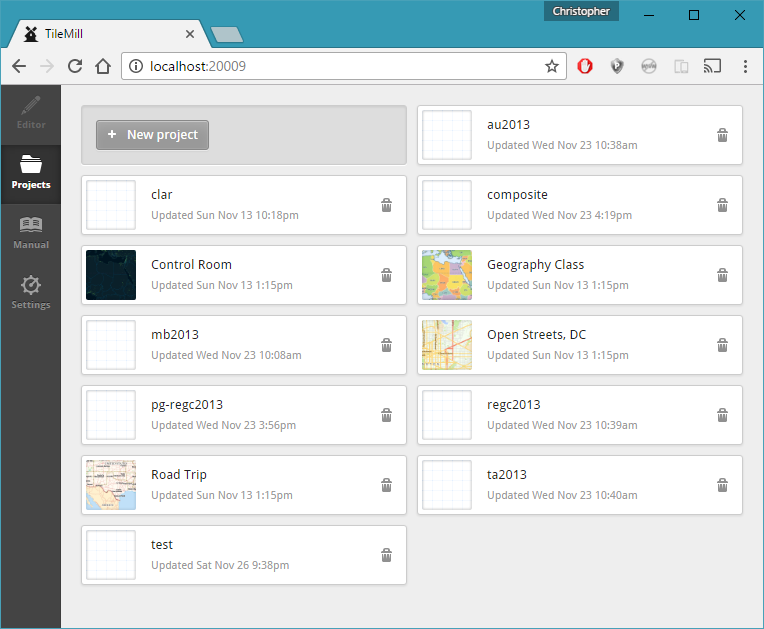 Christopher
TileMill
localhost:20009
Editor
Projects
Manual
Settings
+ New project
au2013
Updated Wed Nov 23 10:38am
clar
Updated Sun Nov 13 10:18pm
composite
Updated Wed Nov 23 4:19pm
Control Room
Updated Sun Nov 13 1:15pm
Geography Class
Updated Sun Nov 13 1:15pm
mb2013
Updated Wed Nov 23 10:08am
Open Streets, DC
Updated Sun Nov 13 1:15pm
pg-regc2013
Updated Wed Nov 23 3:56pm
regc2013
Updated Wed Nov 23 10:39am
Road Trip
Updated Sun Nov 13 1:15pm
ta2013
Updated Wed Nov 23 10:40am
test
Updated Sat Nov 26 9:38pm